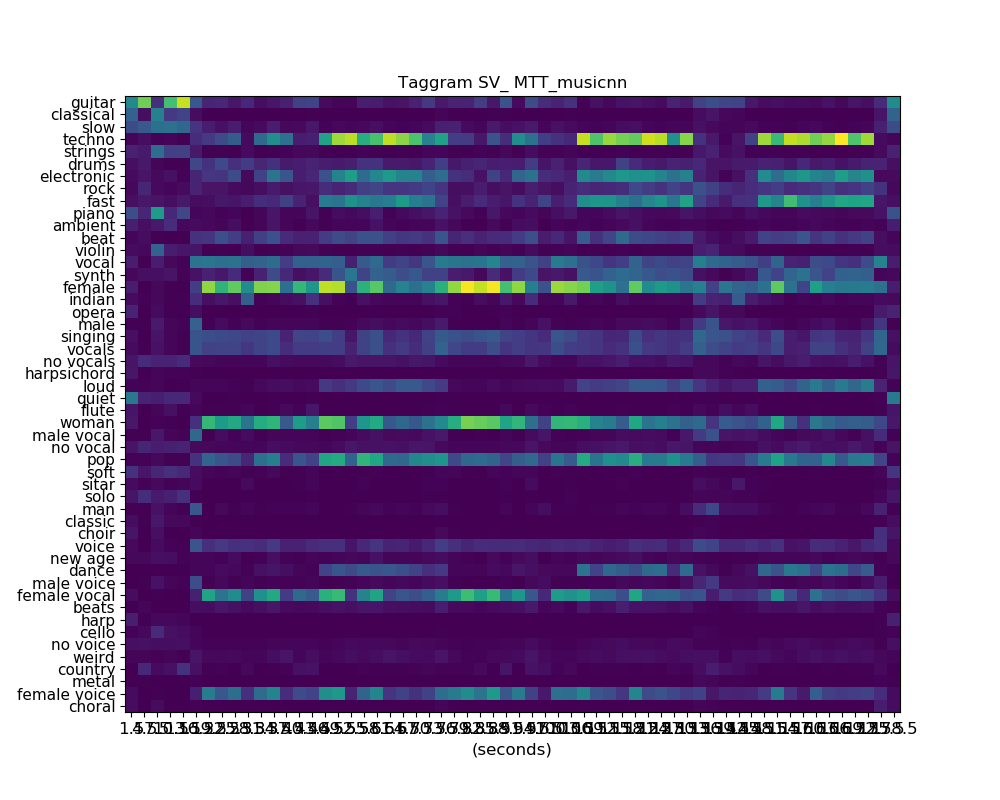 Taggram SV_ MTT_musicnn
guitar
classical
slow
techno
strings
drums
electronic
rock
fast
piano
ambient
beat
violin
vocal
synth
female
indian
opera
male
singing
vocals
no vocals
harpsichord
loud
quiet
flute
woman
male vocal
no vocal
pop
soft
sitar
solo
man
classic
choir
voice
new age
dance
male voice
female vocal
beats
harp
cello
no voice
weird
country
metal
female voice
choral
(seconds)